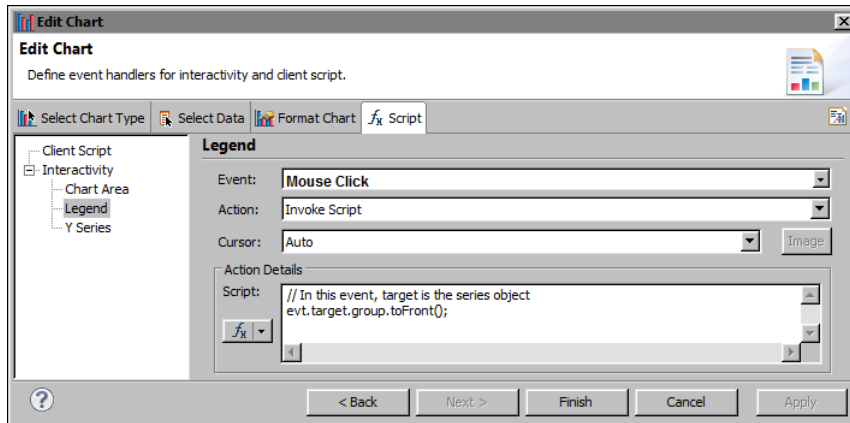 Edit Chart
Edit Chart
Define event handlers for interactivity and client script.
Select Chart Type Select Data Format Chart fx Script
Client Script
Interactivity
Chart Area
Legend
Y Series
Legend
Event: Mouse Click
Action: Invoke Script
Cursor: Auto Image
Action Details
Script: // In this event, target is the series object
evt.target.group.toFront();
fx
? < Back Next > Finish Cancel Apply